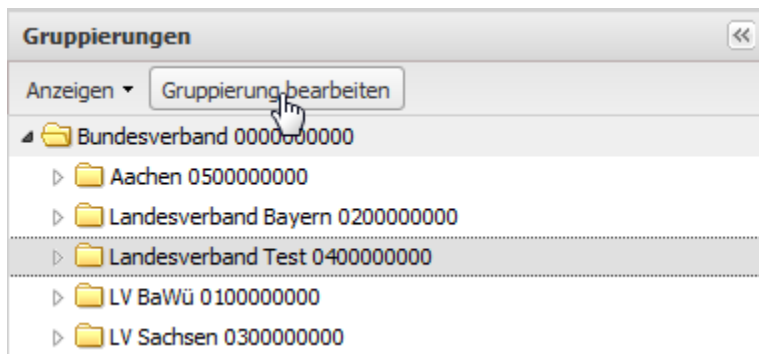 Gruppierungen
Anzeigen Gruppierung bearbeiten
Bundesverband 0000000000
Aachen 0500000000
Landesverband Bayern 0200000000
Landesverband Test 0400000000
LV BaWü 0100000000
LV Sachsen 0300000000